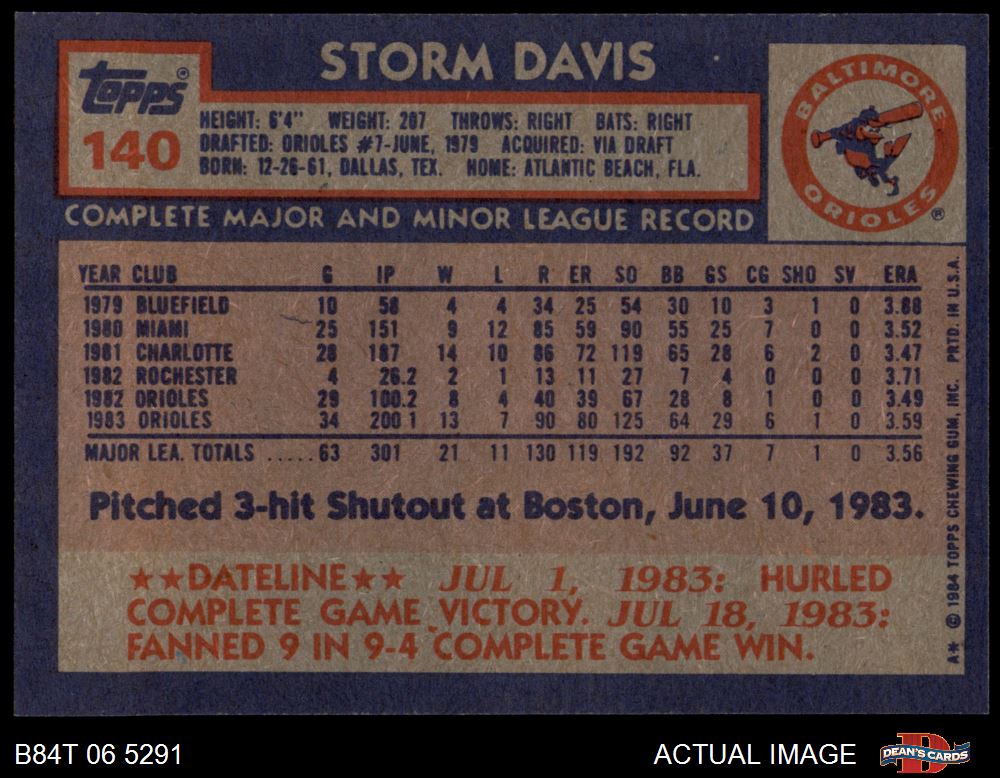 STORM DAVIS
Topps®
140
HEIGHT: 6'4" WEIGHT: 207 THROWS: RIGHT BATS: RIGHT
DRAFTED: ORIOLES #7-JUNE, 1979 ACQUIRED: VIA DRAFT
BORN: 12-26-61, DALLAS, TEX. HOME: ATLANTIC BEACH, FLA.
BALTIMORE
ORIOLES ®
COMPLETE MAJOR AND MINOR LEAGUE RECORD
YEAR CLUB G IP W L R ER SO BB GS CG SHO SV ERA
1979 BLUEFIELD 10 58 4 4 34 25 54 30 10 3 1 0 3.88
1980 MIAMI 25 151 9 12 85 59 90 55 25 7 0 0 3.52
1981 CHARLOTTE 28 187 14 10 86 72 119 65 28 6 2 0 3.47
1982 ROCHESTER 4 26.2 2 1 13 11 27 7 4 0 0 0 3.71
1982 ORIOLES 29 100.2 8 4 40 39 67 28 8 1 0 0 3.49
1983 ORIOLES 34 200 1 13 7 90 80 125 64 29 6 1 0 3.59
MAJOR LEA. TOTALS .....63 301 21 11 130 119 192 92 37 7 1 0 3.56
Pitched 3-hit Shutout at Boston, June 10, 1983.
★★DATELINE★★ JUL 1, 1983: HURLED
COMPLETE GAME VICTORY. JUL 18, 1983:
FANNED 9 IN 9-4 COMPLETE GAME WIN.
A* © 1984 TOPPS CHEWING GUM, INC. PRTD. IN U.S.A.
B84T 06 5291
ACTUAL IMAGE
DEAN'S CARDS